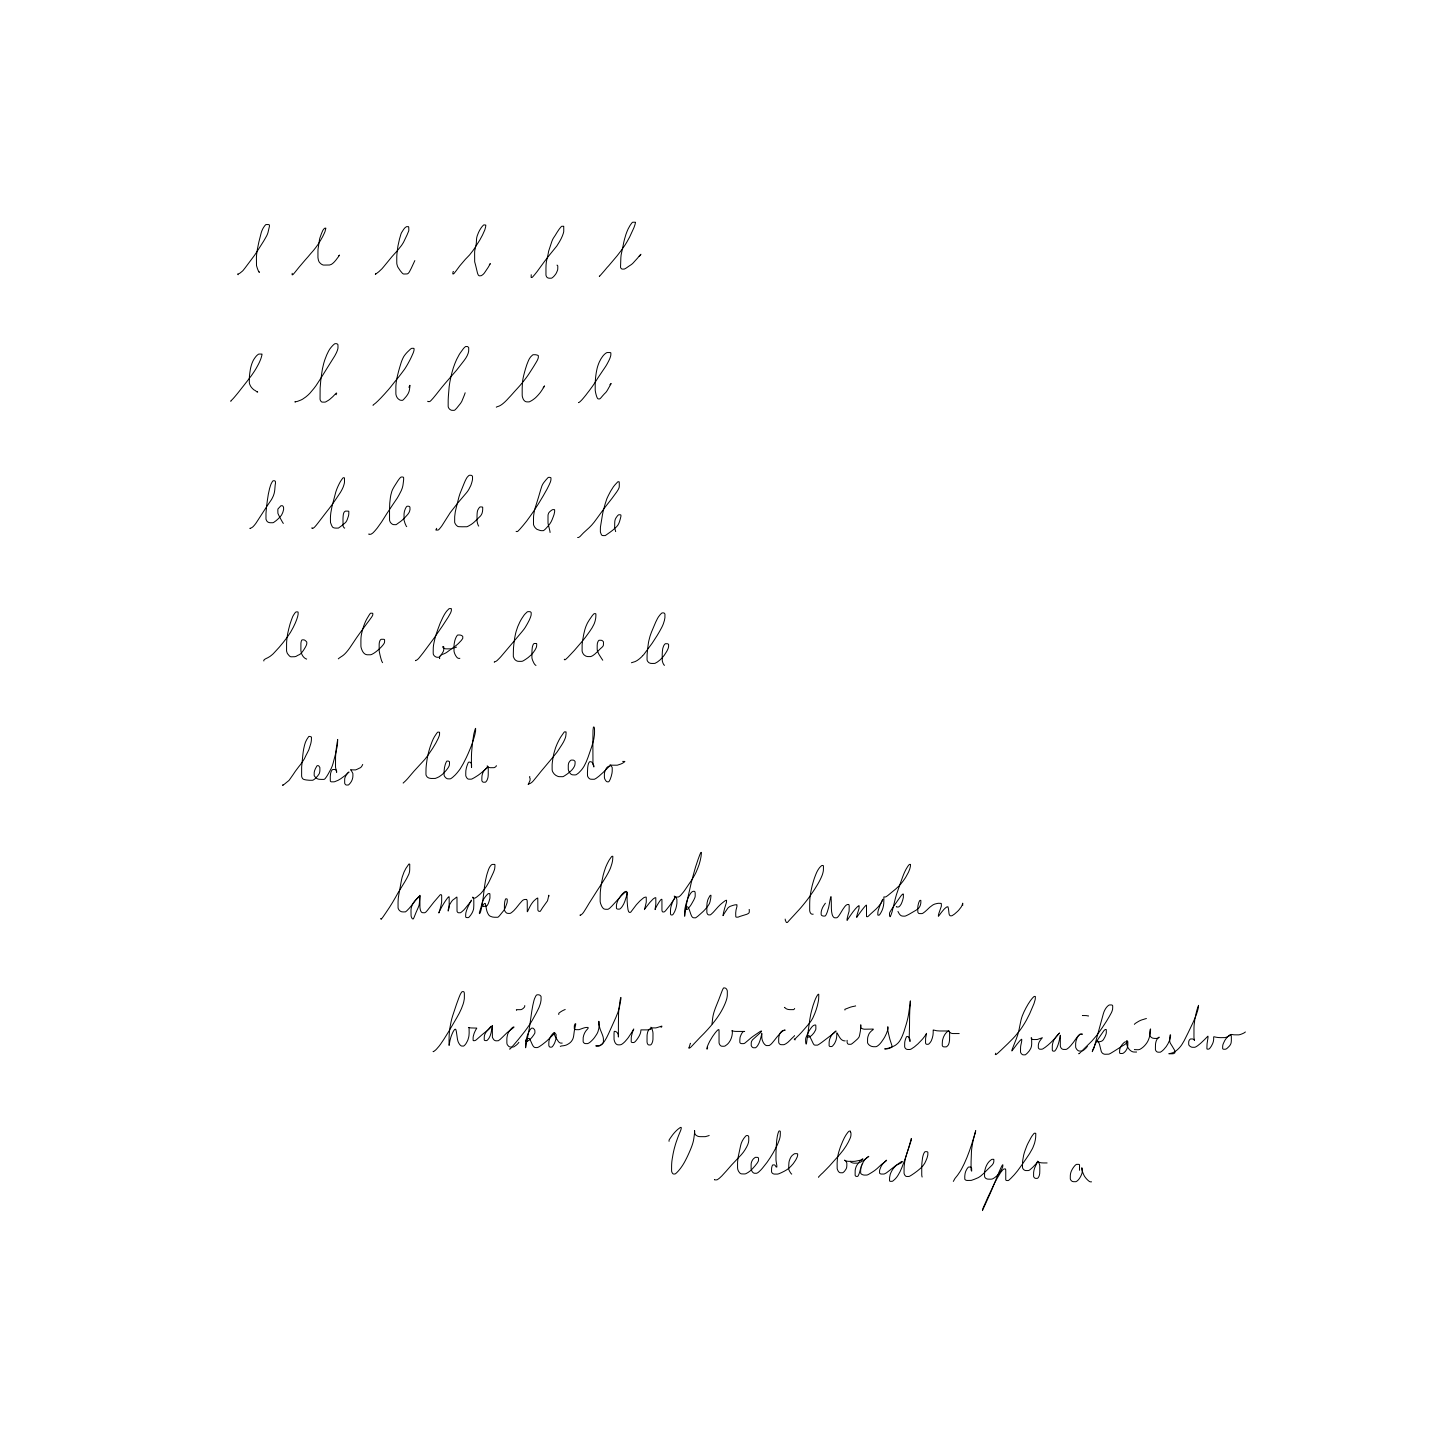 l l l l l l
l l l l l l
le le le le le le
le le le le le le
leto leto leto
lamoken lamoken lamoken
hračkárstvo hračkárstvo hračkárstvo
V lete bude teplo a